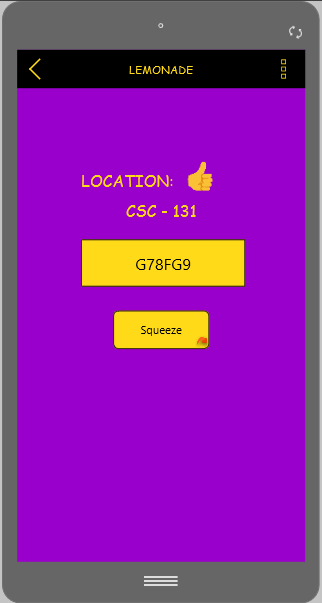 LEMONADE
LOCATION:
CSC - 131
G78FG9
Squeeze